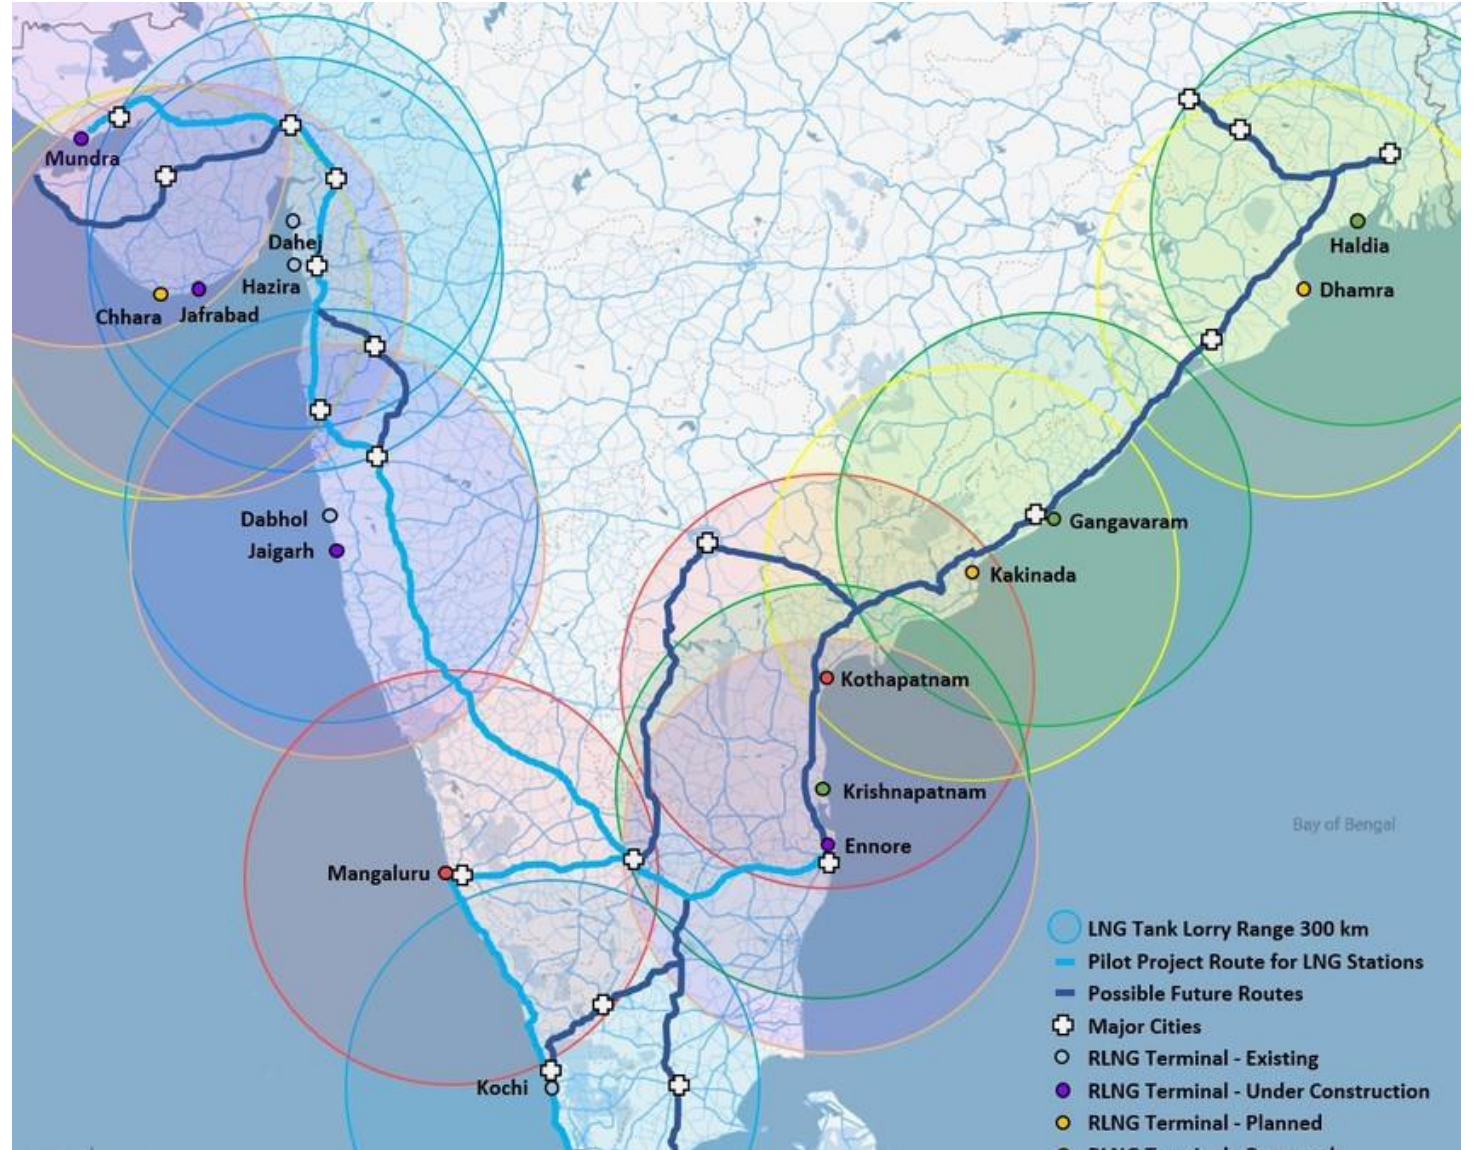 Mundra
Dahej
Hazira
Chhara
Jafrabad
Haldia
Dhamra
Dabhol
Jaigarh
Gangavaram
Kakinada
Kothapatnam
Krishnapatnam
Bay of Bengal
Ennore
Mangaluru
Kochi
LNG Tank Lorry Range 300 km
Pilot Project Route for LNG Stations
Possible Future Routes
Major Cities
RLNG Terminal - Existing
RLNG Terminal - Under Construction
RLNG Terminal - Planned